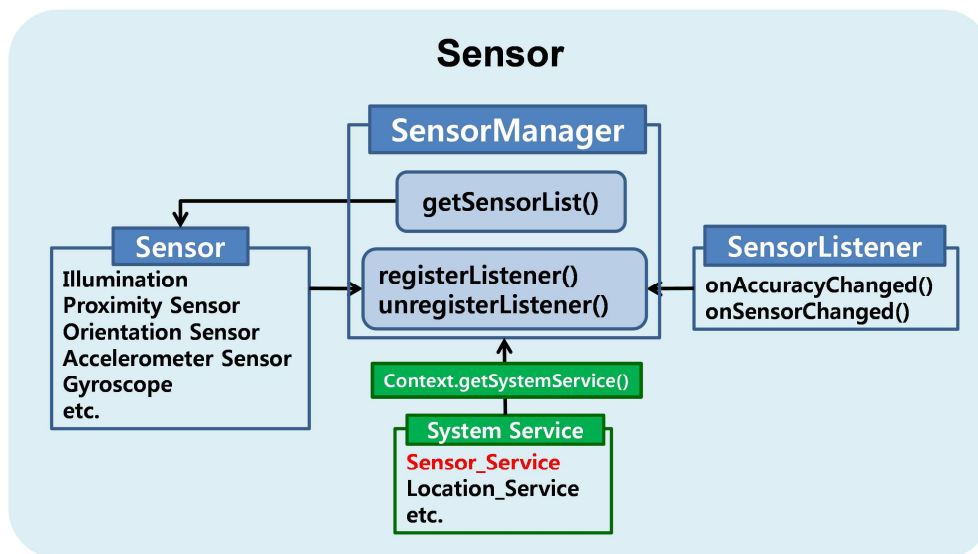 Sensor
SensorManager
getSensorList()
registerListener()
unregisterListener()
Sensor
Illumination
Proximity Sensor
Orientation Sensor
Accelerometer Sensor
Gyroscope
etc.
SensorListener
onAccuracyChanged()
onSensorChanged()
Context.getSystemService()
System Service
Sensor_Service
Location_Service
etc.